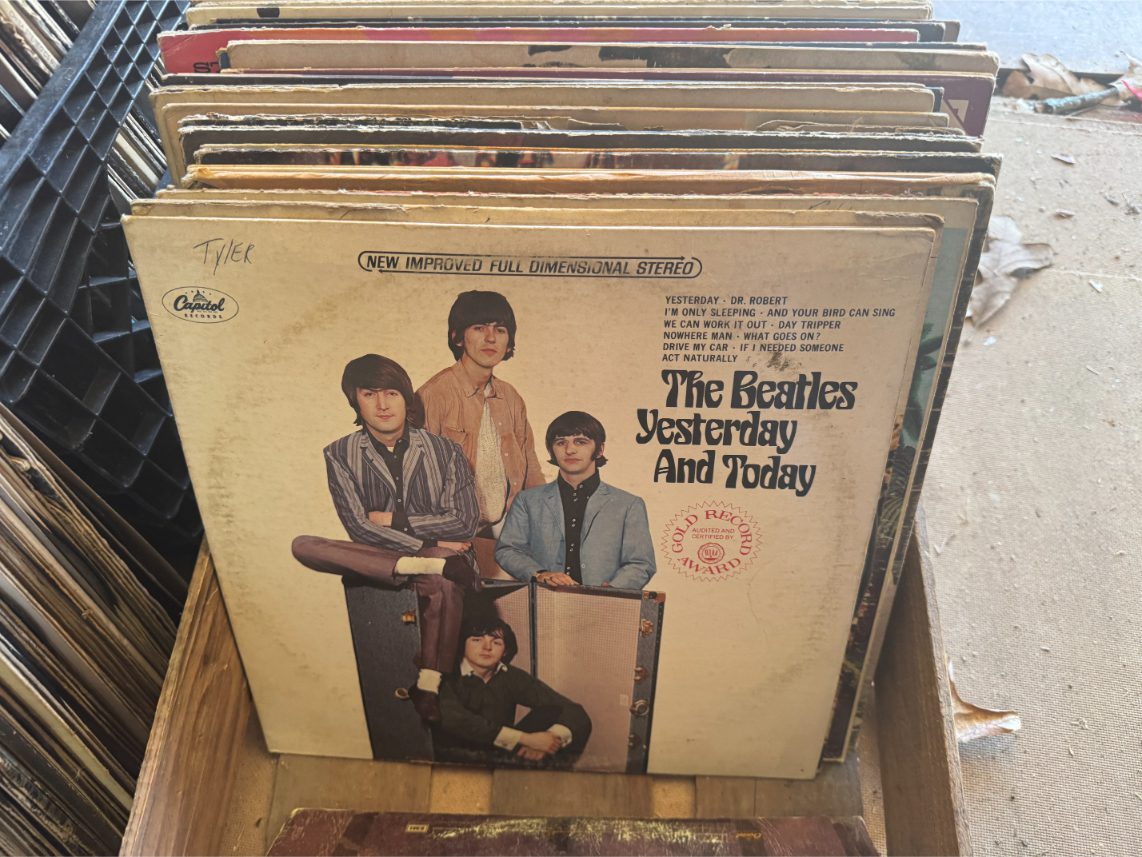 TYLER
NEW IMPROVED FULL DIMENSIONAL STEREO
Capitol
RECORDS
YESTERDAY · DR. ROBERT
I'M ONLY SLEEPING · AND YOUR BIRD CAN SING
WE CAN WORK IT OUT · DAY TRIPPER
NOWHERE MAN · WHAT GOES ON?
DRIVE MY CAR · IF I NEEDED SOMEONE
ACT NATURALLY
The Beatles
Yesterday
And Today
GOLD RECORD
AUDITED AND
CERTIFIED BY
RIAA
AWARD